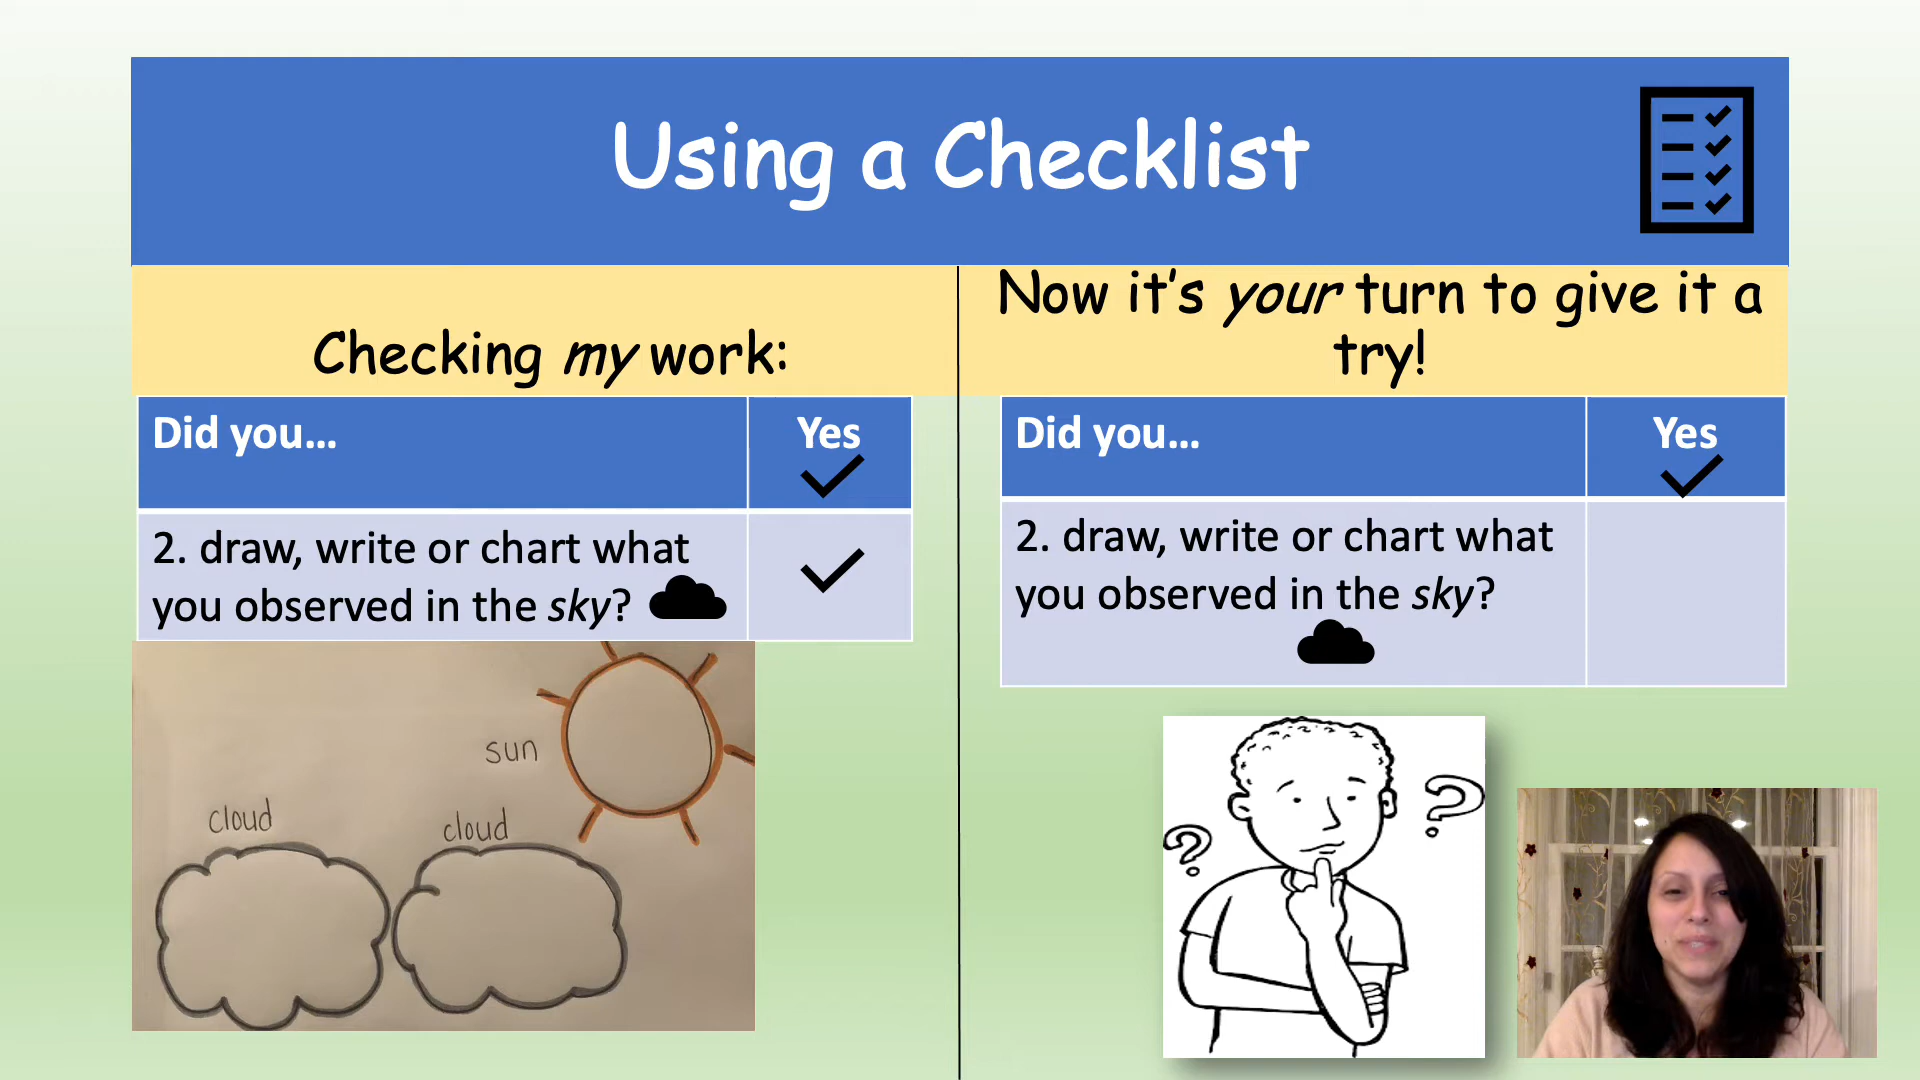 Using a Checklist
Checking my work:
Did you...
Yes
2. draw, write or chart what
you observed in the sky?
sun
cloud
cloud
Now it's your turn to give it a
try!
Did you...
Yes
2. draw, write or chart what
you observed in the sky?
?
?